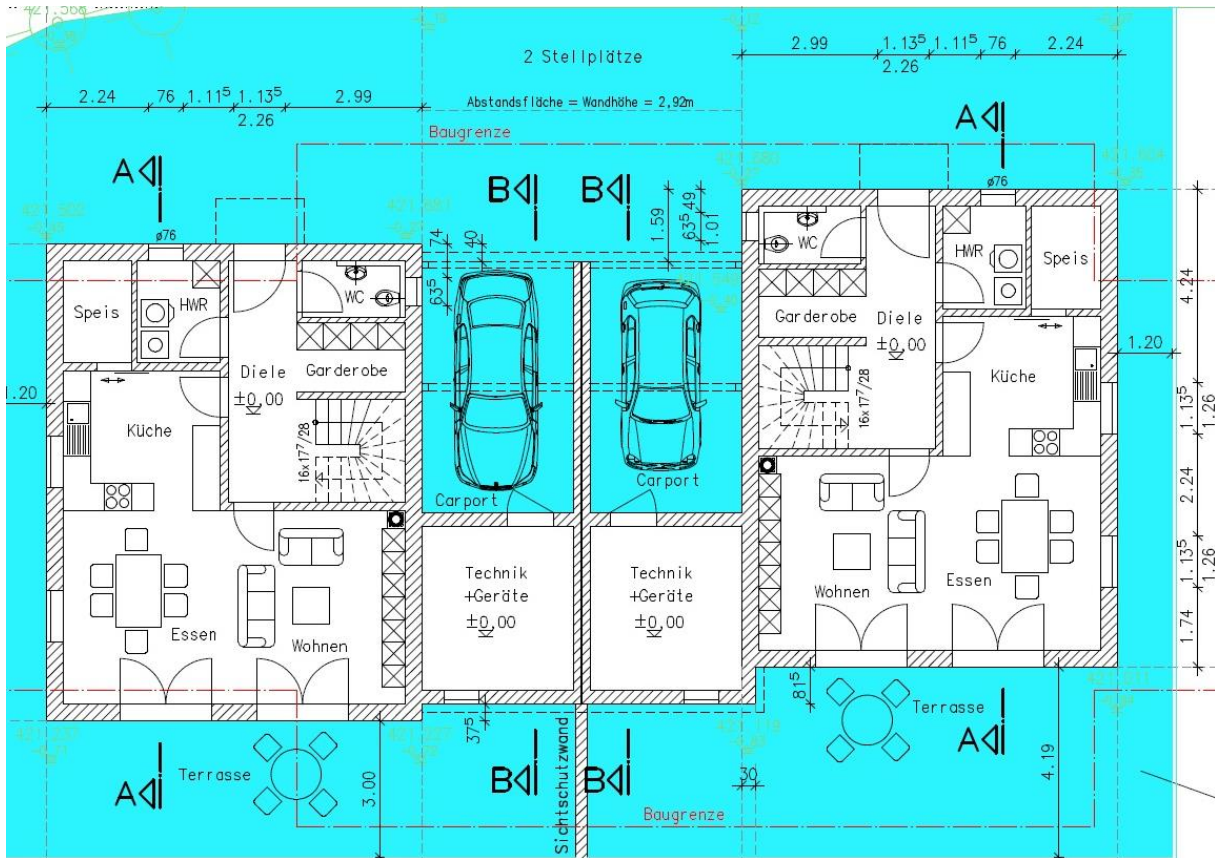 2 Stellplätze
2.99 1.13⁵ 1.11⁵ 76 2.24
2.26
2.24 76 1.11⁵ 1.13⁵ 2.99
2.26
Abstandsfläche = Wandhöhe = 2,92m
Baugrenze
A
A
B B
ø76
ø76
1.59
49
63⁵
1.01
74
40
63⁵
WC
HWR
Speis
Speis
HWR
WC
Garderobe
Diele
±0,00
Diele
±0,00
Garderobe
4.24
1.20
1.20
Küche
Küche
16x17⁷/28
16x17⁷/28
1.13⁵
1.26
Carport
Carport
2.24
Technik
+Geräte
±0,00
Technik
+Geräte
±0,00
1.13⁵
1.26
Essen
Wohnen
Wohnen
Essen
1.74
81⁵
37⁵
Terrasse
Terrasse
A
A
B B
30
3.00
4.19
Sichtschutzwand
Baugrenze